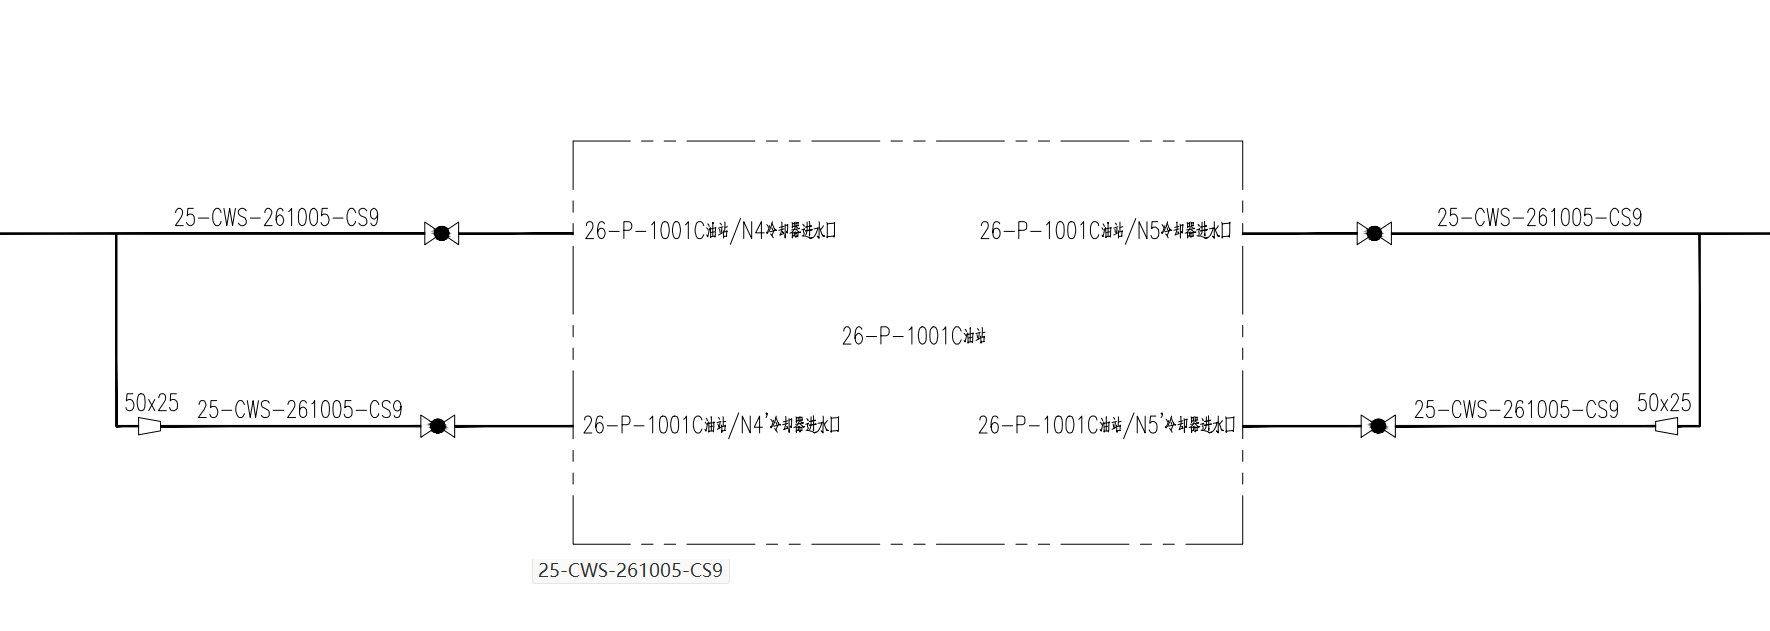 25-CWS-261005-CS9
25-CWS-261005-CS9
26-P-1001C油站/N4冷却器进水口
26-P-1001C油站/N5冷却器进水口
26-P-1001C油站
50x25
25-CWS-261005-CS9
25-CWS-261005-CS9
50x25
26-P-1001C油站/N4'冷却器进水口
26-P-1001C油站/N5'冷却器进水口
25-CWS-261005-CS9